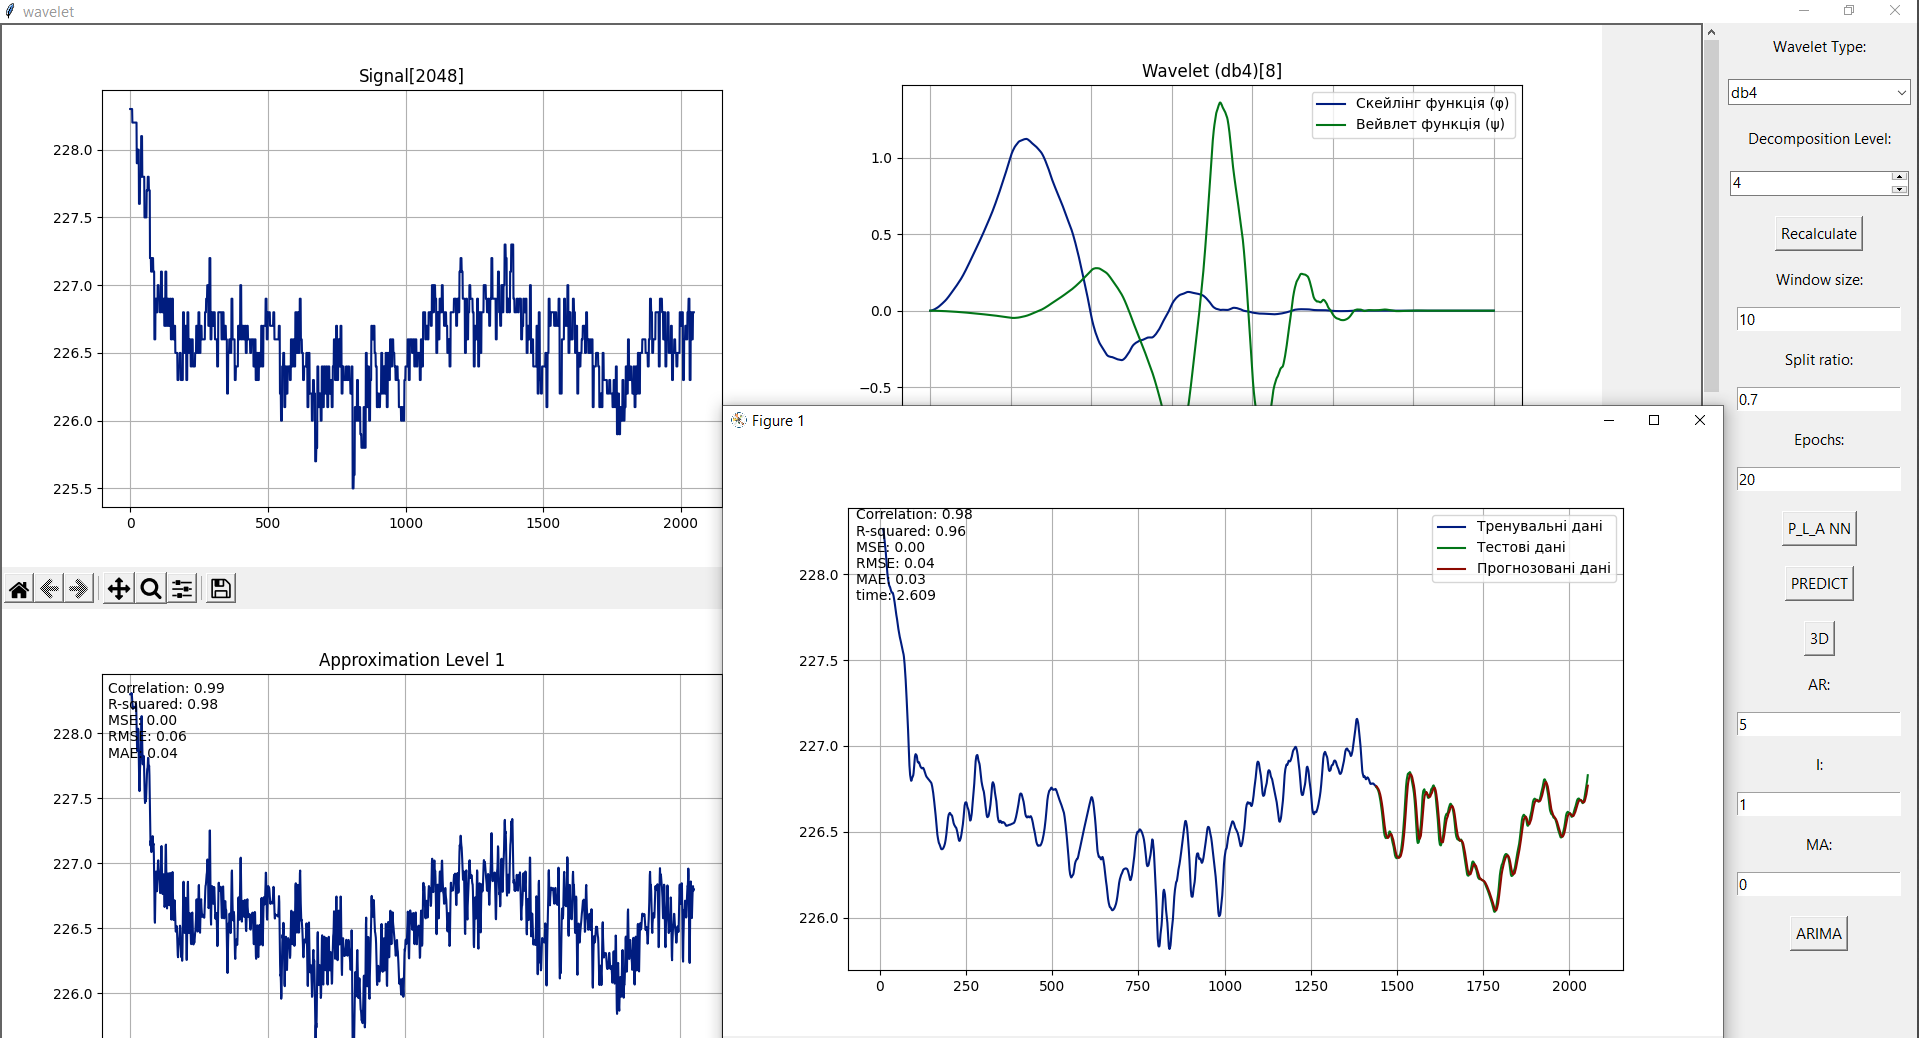 wavelet
Signal[2048]
228.0
227.5
227.0
226.5
226.0
225.5
0 500 1000 1500 2000
Wavelet (db4)[8]
Скейлінг функція (φ)
Вейвлет функція (ψ)
1.0
0.5
0.0
−0.5
Approximation Level 1
Correlation: 0.99
R-squared: 0.98
MSE: 0.00
RMSE: 0.06
MAE: 0.04
228.0
227.5
227.0
226.5
226.0
Figure 1
Correlation: 0.98
R-squared: 0.96
MSE: 0.00
RMSE: 0.04
MAE: 0.03
time: 2.609
Тренувальні дані
Тестові дані
Прогнозовані дані
228.0
227.5
227.0
226.5
226.0
0 250 500 750 1000 1250 1500 1750 2000
Wavelet Type:
db4
Decomposition Level:
4
Recalculate
Window size:
10
Split ratio:
0.7
Epochs:
20
P_L_A NN
PREDICT
3D
AR:
5
I:
1
MA:
0
ARIMA